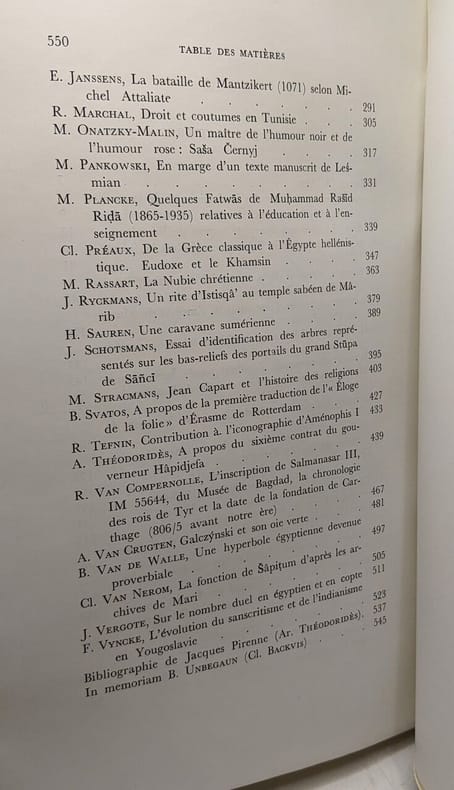 550
TABLE DES MATIÈRES
E. JANSSENS, La bataille de Mantzikert (1071) selon Mi-
chel Attaliate . . . . . . . 291
R. MARCHAL, Droit et coutumes en Tunisie . . . 305
M. ONATZKY-MALIN, Un maître de l'humour noir et de
l'humour rose : Saša Černyj . . . . 317
M. PANKOWSKI, En marge d'un texte manuscrit de Leś-
mian . . . . . . . . 331
M. PLANCKE, Quelques Fatwās de Muḥammad Rašīd
Riḍā (1865-1935) relatives à l'éducation et à l'en-
seignement . . . . . . . 339
Cl. PRÉAUX, De la Grèce classique à l'Égypte hellénis-
tique. Eudoxe et le Khamsin . . . . 347
M. RASSART, La Nubie chrétienne . . . . 363
J. RYCKMANS, Un rite d'Istisqâ' au temple sabéen de Mâ-
rib . . . . . . . . 379
H. SAUREN, Une caravane sumérienne . . . . 389
J. SCHOTSMANS, Essai d'identification des arbres repré-
sentés sur les bas-reliefs des portails du grand Stūpa
de Sāñcī . . . . . . . 395
M. STRACMANS, Jean Capart et l'histoire des religions 403
B. SVATOS, A propos de la première traduction de l'« Éloge
de la folie » d'Érasme de Rotterdam . . . 427
R. TEFNIN, Contribution à l'iconographie d'Aménophis I 433
A. THÉODORIDÈS, A propos du sixième contrat du gou-
verneur Hâpidjefa . . . . . . 439
R. VAN COMPERNOLLE, L'inscription de Salmanasar III,
IM 55644, du Musée de Bagdad, la chronologie
des rois de Tyr et la date de la fondation de Car-
thage (806/5 avant notre ère) . . . . 467
A. VAN CRUGTEN, Galczýnski et son oie verte . . . 481
B. VAN DE WALLE, Une hyperbole égyptienne devenue
proverbiale . . . . . . . 497
Cl. VAN NEROM, La fonction de Šāpiṭum d'après les ar-
chives de Mari . . . . . . 505
J. VERGOTE, Sur le nombre duel en égyptien et en copte 511
F. VYNCKE, L'évolution du sanscritisme et de l'indianisme
en Yougoslavie . . . . . . 523
Bibliographie de Jacques Pirenne (Ar. THÉODORIDÈS). 537
In memoriam B. UNBEGAUN (Cl. BACKVIS) . . . 545